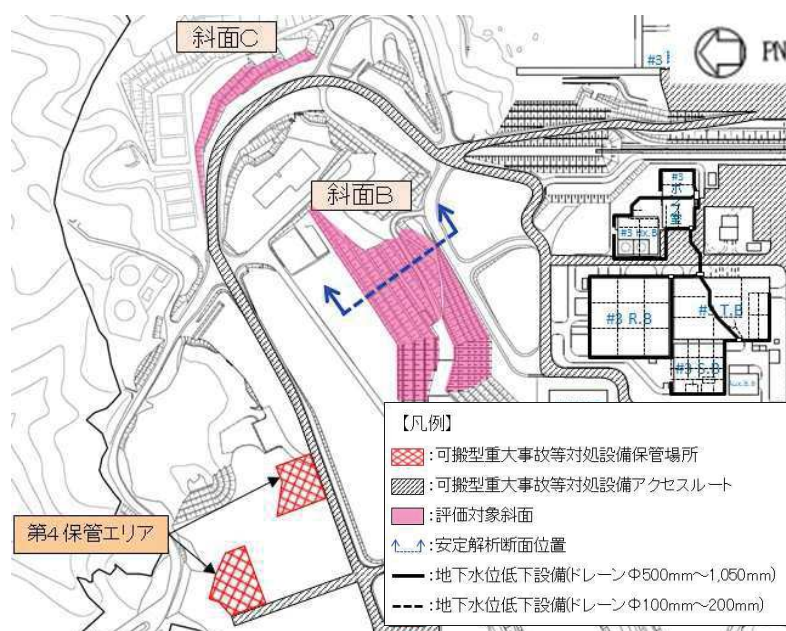 斜面C
PN
斜面B
#3 R.B
#3 T.B
#3 S.B
第4保管エリア
【凡例】
:可搬型重大事故等対処設備保管場所
:可搬型重大事故等対処設備アクセスルート
:評価対象斜面
:安定解析断面位置
:地下水位低下設備(ドレーンΦ500mm~1,050mm)
:地下水位低下設備(ドレーンΦ100mm~200mm)